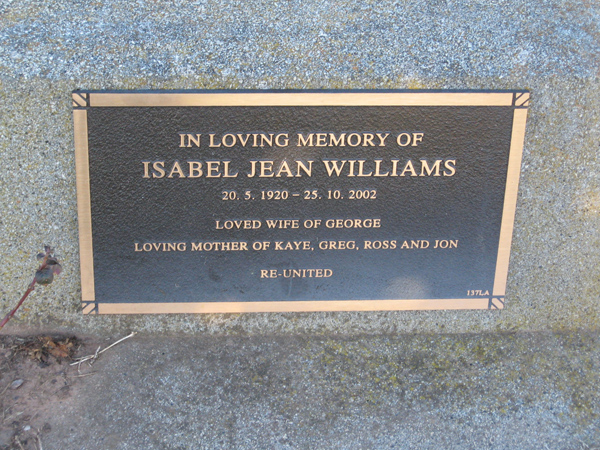 IN LOVING MEMORY OF
ISABEL JEAN WILLIAMS
20. 5. 1920 – 25. 10. 2002
LOVED WIFE OF GEORGE
LOVING MOTHER OF KAYE, GREG, ROSS AND JON
RE-UNITED
137LA